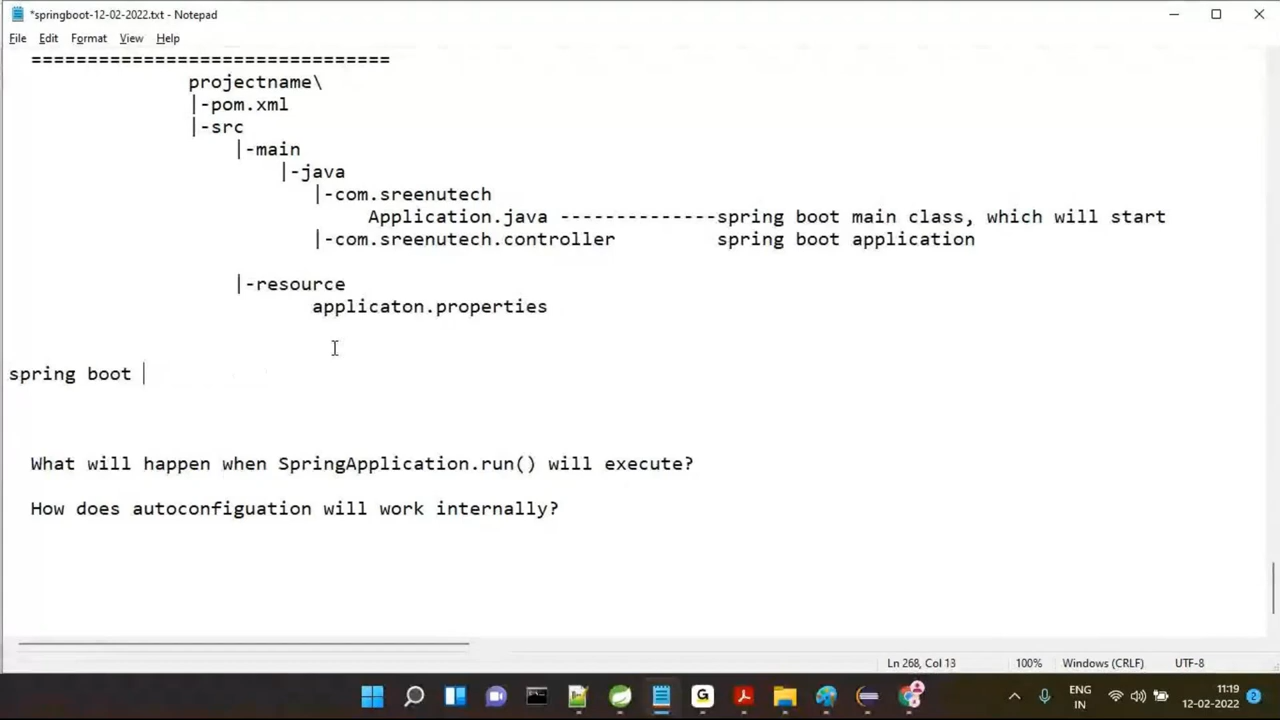 *springboot-12-02-2022.txt - Notepad
File Edit Format View Help
================================
projectname\
|-pom.xml
|-src
|-main
|-java
|-com.sreenutech
Application.java --------------spring boot main class, which will start
|-com.sreenutech.controller spring boot application
|-resource
applicaton.properties
spring boot
What will happen when SpringApplication.run() will execute?
How does autoconfiguation will work internally?
Ln 268, Col 13 100% Windows (CRLF) UTF-8
ENG 11:19
IN 12-02-2022 2